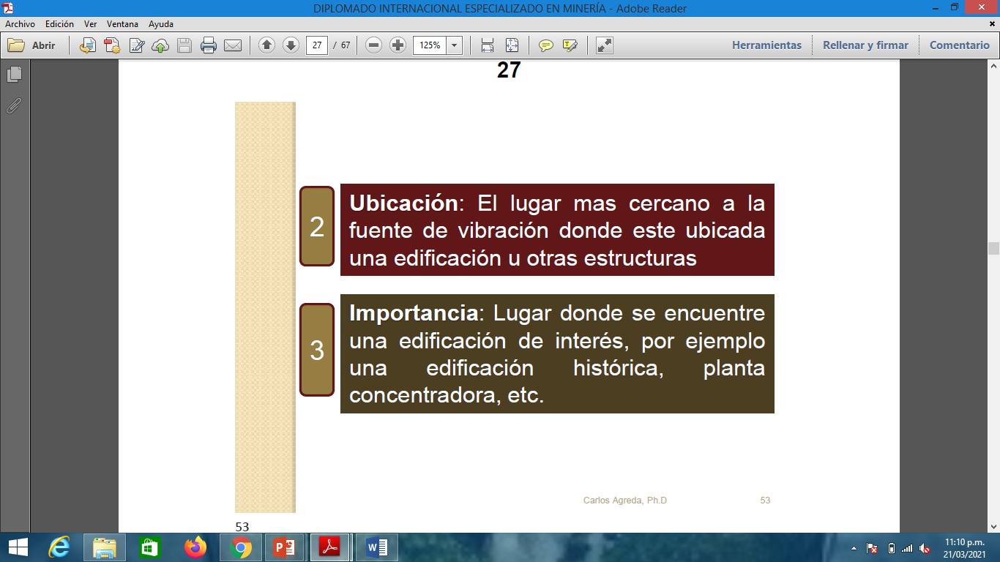 DIPLOMADO INTERNACIONAL ESPECIALIZADO EN MINERÍA - Adobe Reader
Archivo Edición Ver Ventana Ayuda
Abrir 27 / 67 125% Herramientas Rellenar y firmar Comentario
27
2
Ubicación: El lugar mas cercano a la
fuente de vibración donde este ubicada
una edificación u otras estructuras
3
Importancia: Lugar donde se encuentre
una edificación de interés, por ejemplo
una edificación histórica, planta
concentradora, etc.
Carlos Agreda, Ph.D 53
53
11:10 p.m.
21/03/2021